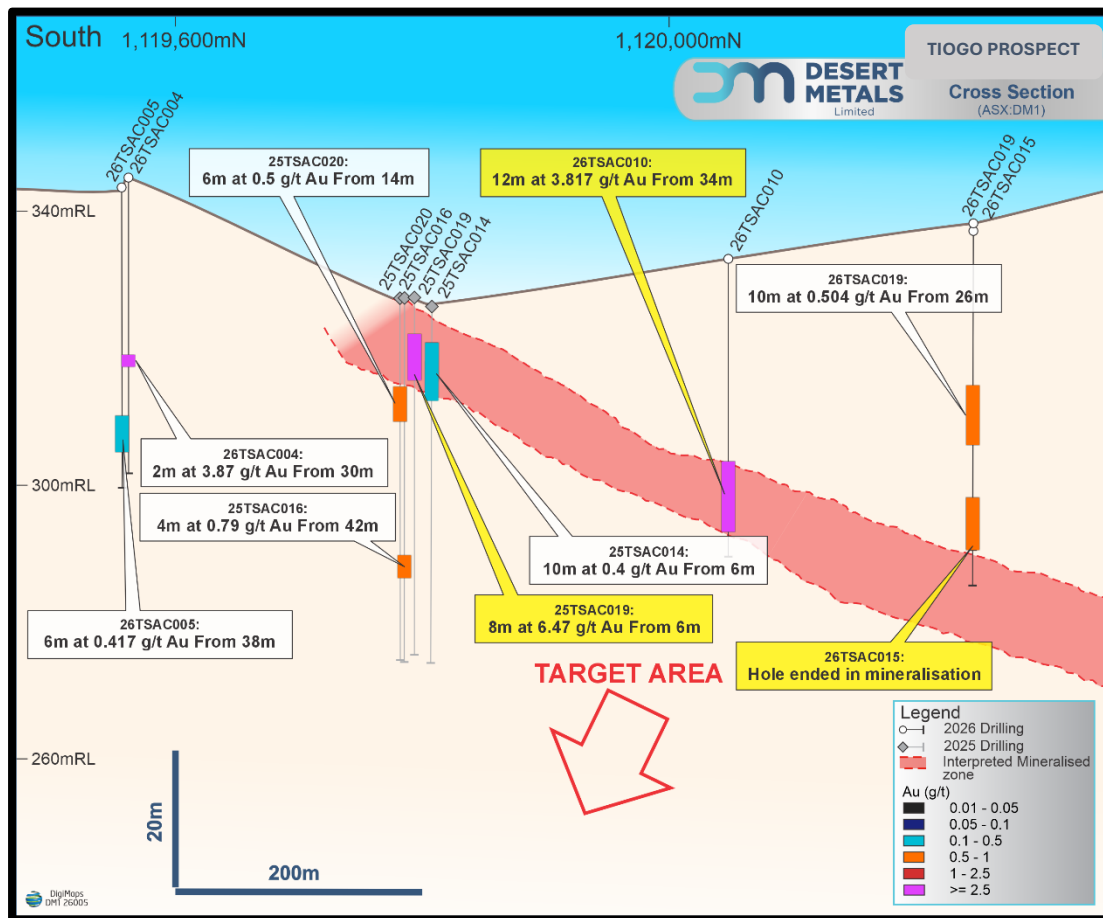 South
1,119,600mN
1,120,000mN
TIOGO PROSPECT
DESERT
METALS
Limited
Cross Section
(ASX:DM1)
26TSAC005
26TSAC004
25TSAC020:
6m at 0.5 g/t Au From 14m
26TSAC010:
12m at 3.817 g/t Au From 34m
26TSAC019
26TSAC015
340mRL
25TSAC020
25TSAC016
25TSAC019
25TSAC014
26TSAC010
26TSAC019:
10m at 0.504 g/t Au From 26m
26TSAC004:
2m at 3.87 g/t Au From 30m
300mRL
25TSAC016:
4m at 0.79 g/t Au From 42m
25TSAC014:
10m at 0.4 g/t Au From 6m
26TSAC005:
6m at 0.417 g/t Au From 38m
25TSAC019:
8m at 6.47 g/t Au From 6m
26TSAC015:
Hole ended in mineralisation
TARGET AREA
260mRL
20m
200m
Legend
2026 Drilling
2025 Drilling
Interpreted Mineralised
zone
Au (g/t)
0.01 - 0.05
0.05 - 0.1
0.1 - 0.5
0.5 - 1
1 - 2.5
>= 2.5
DigiMaps
DM1 26005